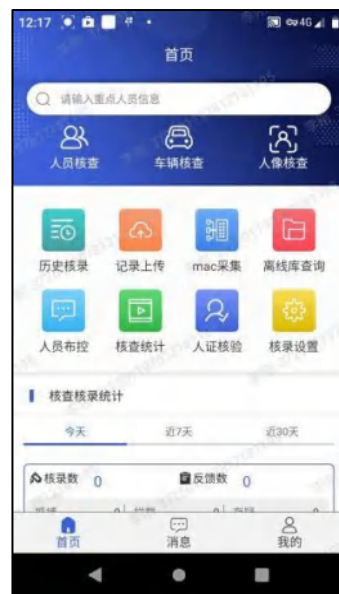 12:17
4G
首页
请输入重点人员信息
人员核查 车辆核查 人像核查
历史核录 记录上传 mac采集 离线库查询
人员布控 核查统计 人证核验 核录设置
核查核录统计
今天 近7天 近30天
核录数 0 反馈数 0
首页 消息 我的